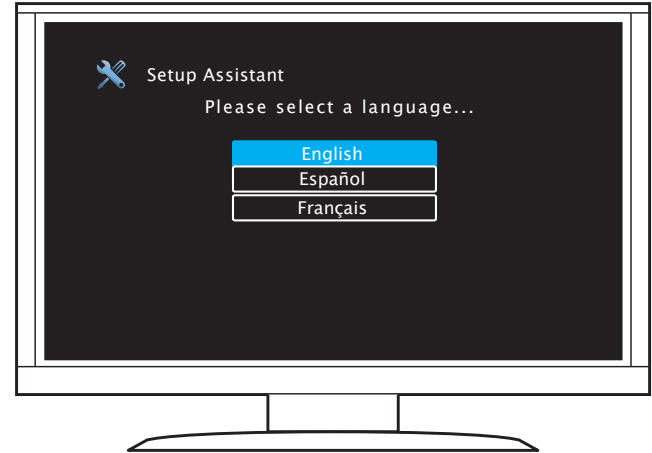 Setup Assistant
Please select a language...
English
Español
Français